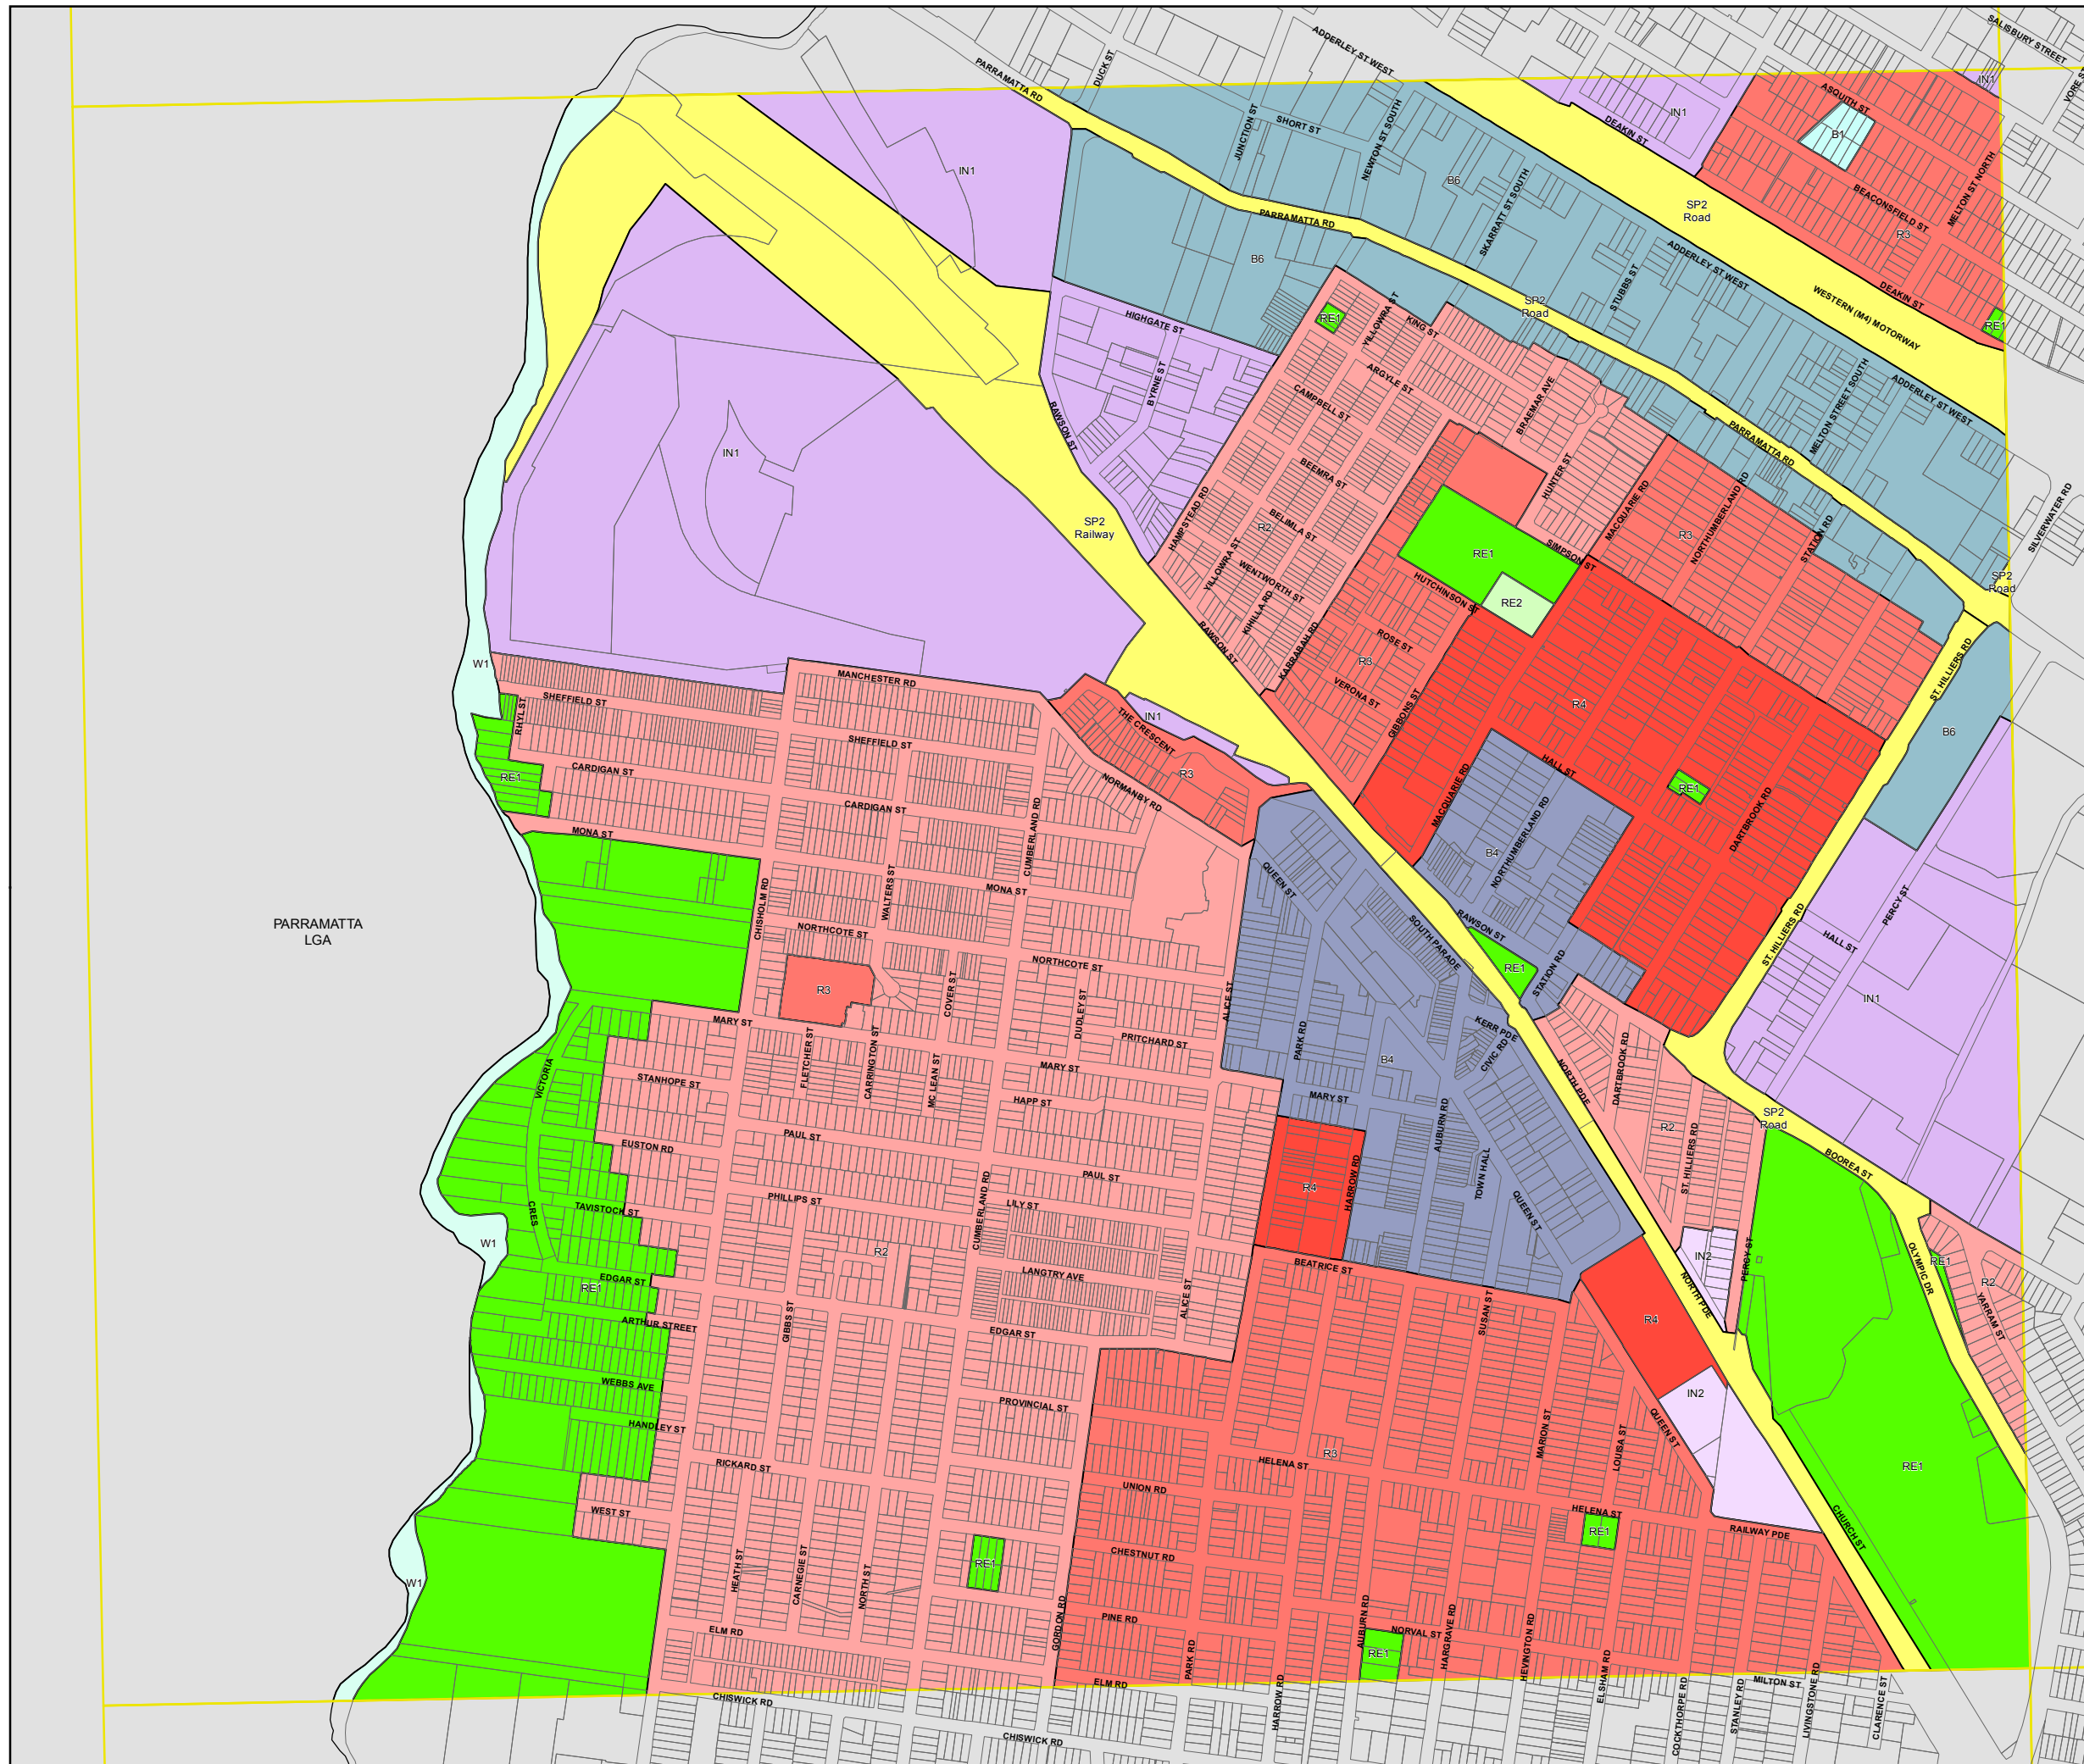 SALISBURY STREET
ADDERLEY ST WEST
DUCK ST
PARRAMATTA RD
IN1
VORE ST
ASQUITH ST
IN1
DEAKIN ST
B1
JUNCTION ST
SHORT ST
NEWTON ST SOUTH
IN1
B6
SKARRATT ST SOUTH
SP2
Road
BEACONSFIELD ST
MELTON ST NORTH
R3
PARRAMATTA RD
B6
ADDERLEY ST WEST
STUBBS ST
DEAKIN ST
WESTERN (M4) MOTORWAY
SP2
Road
RE1
HIGHGATE ST
RE1
YILLOWRA ST
KING ST
BYRNE ST
ARGYLE ST
CAMPBELL ST
BRAEMAR AVE
MELTON STREET SOUTH
ADDERLEY ST WEST
RAWSON ST
PARRAMATTA RD
IN1
BEEMRA ST
HUNTER ST
HAMPSTEAD RD
MACQUARIE RD
NORTHUMBERLAND RD
SILVERWATER RD
SP2
Railway
R2
BELIMLA ST
R3
STATION RD
RE1
SIMPSON ST
YILLOWRA ST
WENTWORTH ST
HUTCHINSON ST
RE2
SP2
Road
KIHILLA RD
RAWSON ST
KARRABAH RD
ROSE ST
R3
VERONA ST
ST. HILLIERS RD
W1
MANCHESTER RD
SHEFFIELD ST
RHYL ST
GIBBONS ST
R4
IN1
THE CRESCENT
B6
SHEFFIELD ST
CARDIGAN ST
RE1
R3
NORMANBY RD
HALL ST
MACQUARIE RD
RE1
CARDIGAN ST
CUMBERLAND RD
NORTHUMBERLAND RD
DARTBROOK RD
MONA ST
B4
QUEEN ST
CHISHOLM RD
WALTERS ST
MONA ST
PERCY ST
PARRAMATTA
LGA
NORTHCOTE ST
SOUTH PARADE
RAWSON ST
ST. HILLIERS RD
HALL ST
NORTHCOTE ST
RE1
STATION RD
R3
COVER ST
DUDLEY ST
ALICE ST
IN1
MARY ST
PRITCHARD ST
PARK RD
KERR PDE
CIVIC RD
FLETCHER ST
CARRINGTON ST
MC LEAN ST
MARY ST
B4
NORTH PDE
DARTBROOK RD
VICTORIA
STANHOPE ST
HAPP ST
MARY ST
AUBURN RD
SP2
Road
R2
EUSTON RD
PAUL ST
PAUL ST
R4
HARROW RD
TOWN HALL
ST. HILLIERS RD
BOOREA ST
CRES
TAVISTOCK ST
PHILLIPS ST
CUMBERLAND RD
LILY ST
QUEEN ST
W1
R2
IN2
PERCY ST
OLYMPIC DR
RE1
R2
EDGAR ST
RE1
LANGTRY AVE
BEATRICE ST
ARTHUR STREET
GIBBS ST
ALICE ST
SUSAN ST
NORTH PDE
R4
YARRAM ST
EDGAR ST
WEBBS AVE
IN2
PROVINCIAL ST
HANDLEY ST
MARION ST
LOUISA ST
QUEEN ST
R3
RICKARD ST
HELENA ST
RE1
UNION RD
WEST ST
HELENA ST
RE1
RAILWAY PDE
CHURCH ST
W1
HEATH ST
CARNEGIE ST
NORTH ST
RE1
CHESTNUT RD
GORDON RD
PINE RD
AUBURN RD
HARGRAVE RD
NORVAL ST
RE1
ELM RD
PARK RD
NEVINGTON RD
ELM RD
CHISWICK RD
HARROW RD
ELSHAM RD
COCKTHORPE RD
STANLEY RD
MILTON ST
LIVINGSTONE RD
CLARENCE ST
CHISWICK RD